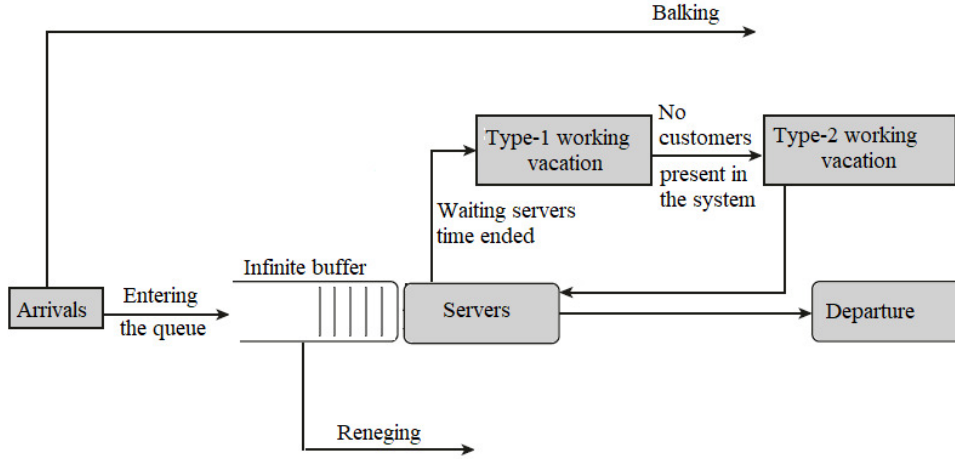 Balking
Type-1 working
vacation
No
customers
present in
the system
Type-2 working
vacation
Waiting servers
time ended
Infinite buffer
Arrivals
Entering
the queue
Servers
Departure
Reneging